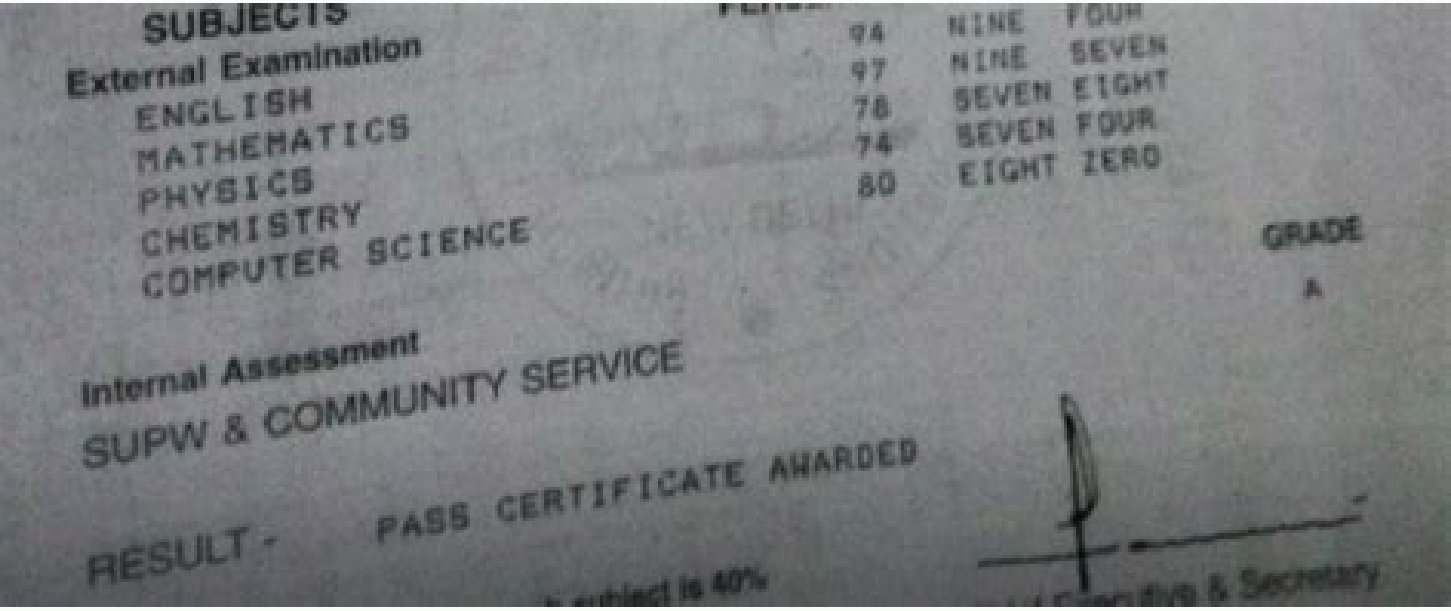 SUBJECTS
External Examination
ENGLISH 94 NINE FOUR
MATHEMATICS 97 NINE SEVEN
PHYSICS 78 SEVEN EIGHT
CHEMISTRY 74 SEVEN FOUR
COMPUTER SCIENCE 80 EIGHT ZERO
NEW DELHI
GRADE
Internal Assessment
SUPW & COMMUNITY SERVICE A
RESULT - PASS CERTIFICATE AWARDED
subject is 40%
Executive & Secretary